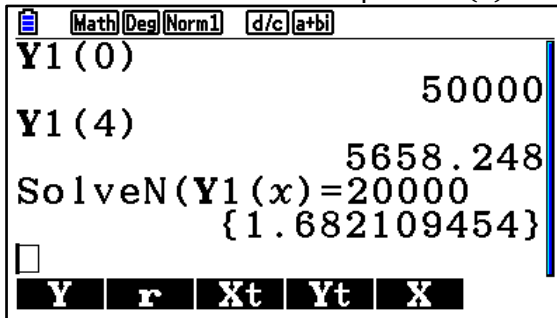 Math Deg Norm1 d/c a+bi
Y1(0)
50000
Y1(4)
5658.248
SolveN(Y1(x)=20000
{1.682109454}
Y r Xt Yt X